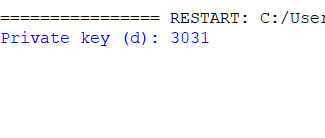 ================ RESTART: C:/User
Private key (d): 3031